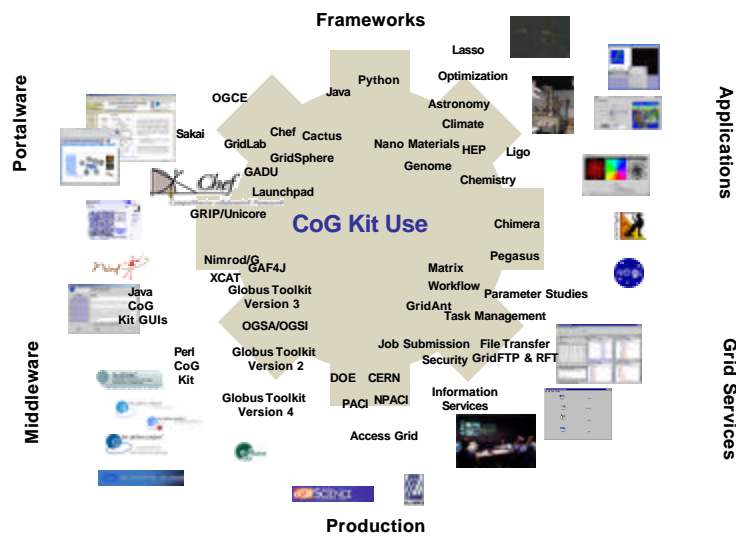 Frameworks
Lasso
Python
Optimization
Java
OGCE
Astronomy
Portalware
Applications
Climate
Sakai
Chef
Cactus
GridLab
Nano Materials
HEP
Ligo
GridSphere
Genome
GADU
Chemistry
Chef
Launchpad
GRIP/Unicore
CoG Kit Use
Chimera
Pegasus
Nimrod/G
GAF4J
Matrix
XCAT
Workflow
Globus Toolkit
Version 3
Parameter Studies
Java
CoG
Kit GUIs
GridAnt
Task Management
OGSA/OGSI
Job Submission
File Transfer
Security
GridFTP & RFT
Perl
CoG
Kit
Globus Toolkit
Version 2
Middleware
Grid Services
DOE
CERN
Information
Services
Globus Toolkit
Version 4
PACI
NPACI
Access Grid
Production